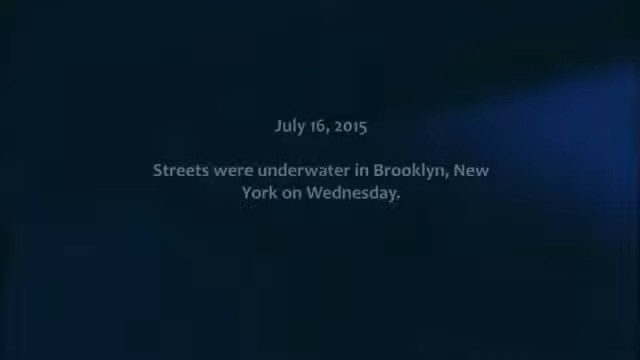 July 16, 2015
Streets were underwater in Brooklyn, New
York on Wednesday.